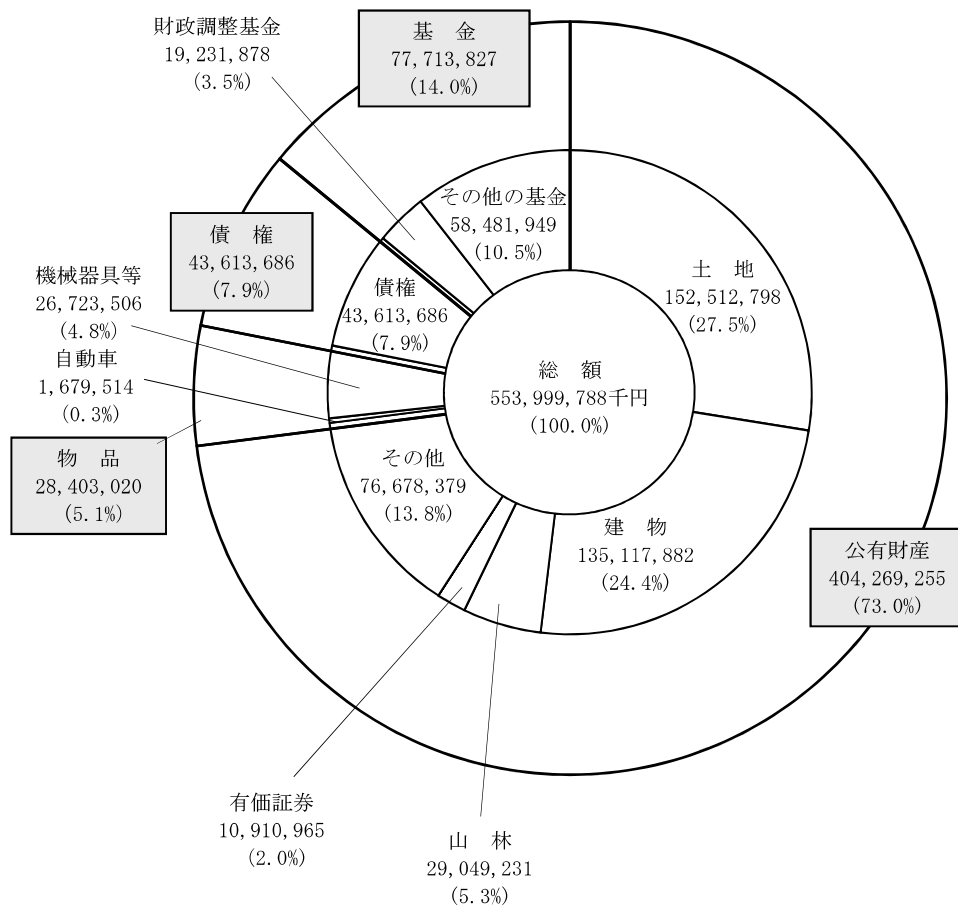 財政調整基金
19,231,878
(3.5%)
基　金
77,713,827
(14.0%)
その他の基金
58,481,949
(10.5%)
債　権
43,613,686
(7.9%)
機械器具等
26,723,506
(4.8%)
自動車
1,679,514
(0.3%)
物　品
28,403,020
(5.1%)
債権
43,613,686
(7.9%)
土　地
152,512,798
(27.5%)
総　額
553,999,788千円
(100.0%)
その他
76,678,379
(13.8%)
建　物
135,117,882
(24.4%)
公有財産
404,269,255
(73.0%)
有価証券
10,910,965
(2.0%)
山　林
29,049,231
(5.3%)